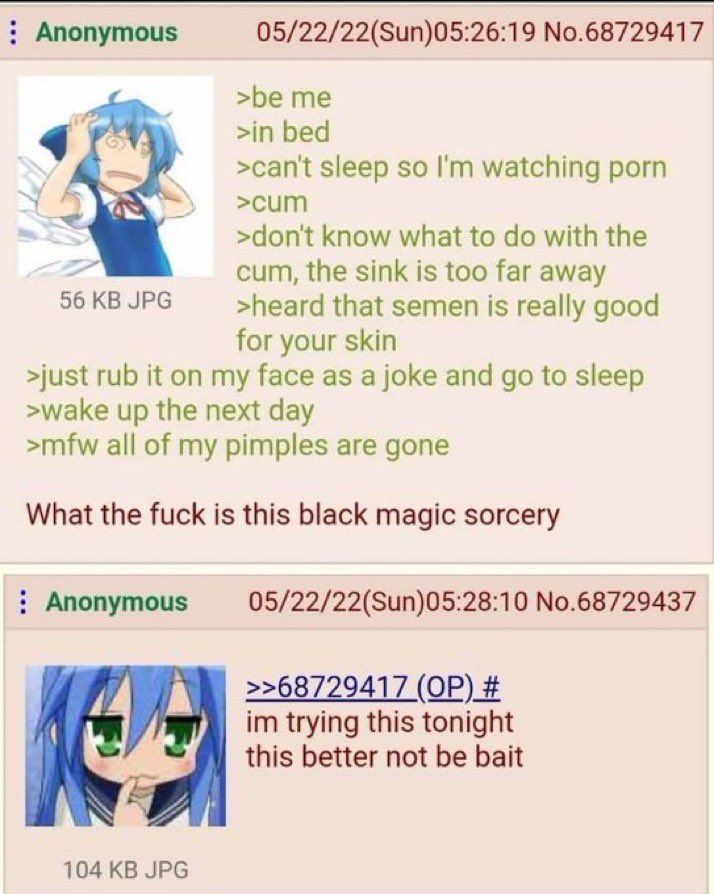 Anonymous 05/22/22(Sun)05:26:19 No.68729417
>be me
>in bed
>can't sleep so I'm watching porn
>cum
>don't know what to do with the
cum, the sink is too far away
>heard that semen is really good
for your skin
56 KB JPG
>just rub it on my face as a joke and go to sleep
>wake up the next day
>mfw all of my pimples are gone
What the fuck is this black magic sorcery
Anonymous 05/22/22(Sun)05:28:10 No.68729437
>>68729417 (OP) #
im trying this tonight
this better not be bait
104 KB JPG